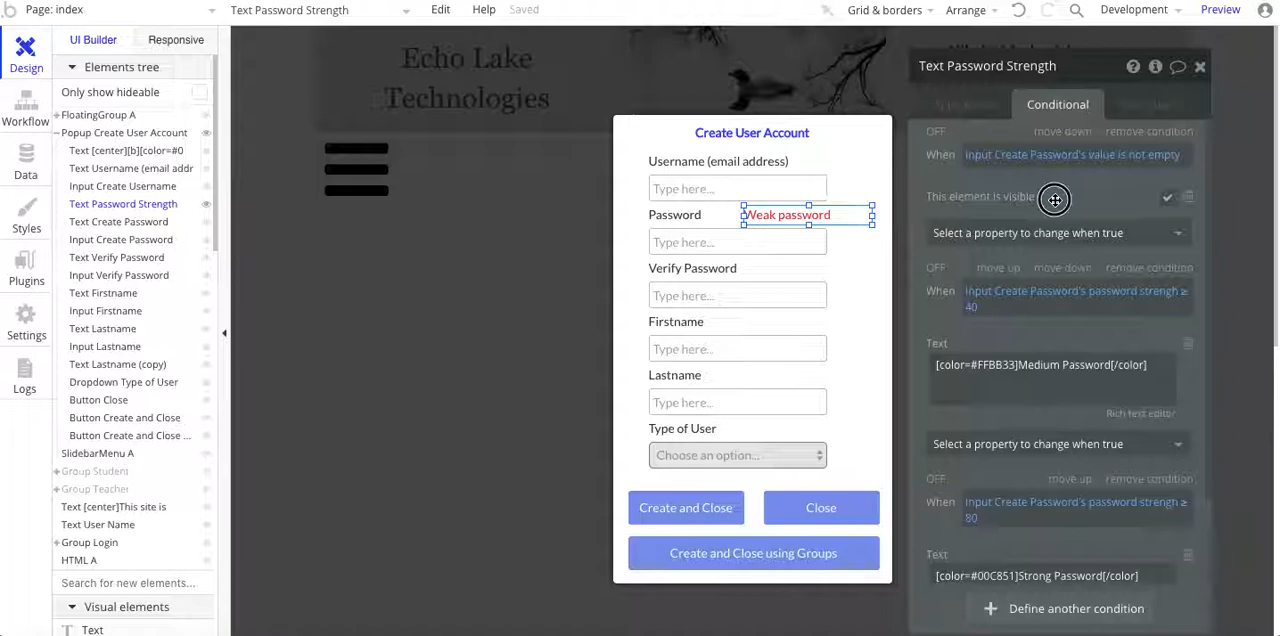 Page: index
Text Password Strength
Edit
Help
Saved
Grid & borders
Arrange
Development
Preview
Design
Workflow
Data
Styles
Plugins
Settings
Logs
UI Builder
Responsive
Elements tree
Only show hideable
FloatingGroup A
Popup Create User Account
Text [center][b][color=#0
Text Username (email addr
Input Create Username
Text Password Strength
Text Create Password
Input Create Password
Text Verify Password
Input Verify Password
Text Firstname
Input Firstname
Text Lastname
Input Lastname
Text Lastname (copy)
Dropdown Type of User
Button Close
Button Create and Close
Button Create and Close ...
SlidebarMenu A
Group Student
Group Teacher
Text [center]This site is
Text User Name
Group Login
HTML A
Search for new elements...
Visual elements
Text
Echo Lake
Technologies
Create User Account
Username (email address)
Type here...
Password
Weak password
Type here...
Verify Password
Type here...
Firstname
Type here...
Lastname
Type here...
Type of User
Choose an option...
Create and Close
Close
Create and Close using Groups
Text Password Strength
Conditional
OFF
move down
remove condition
When
Input Create Password's value is not empty
This element is visible
Select a property to change when true
OFF
move up
move down
remove condition
When
Input Create Password's password strengh ≥
40
Text
[color=#FFBB33]Medium Password[/color]
Rich text editor
Select a property to change when true
OFF
move up
remove condition
When
Input Create Password's password strengh ≥
80
Text
[color=#00C851]Strong Password[/color]
Define another condition